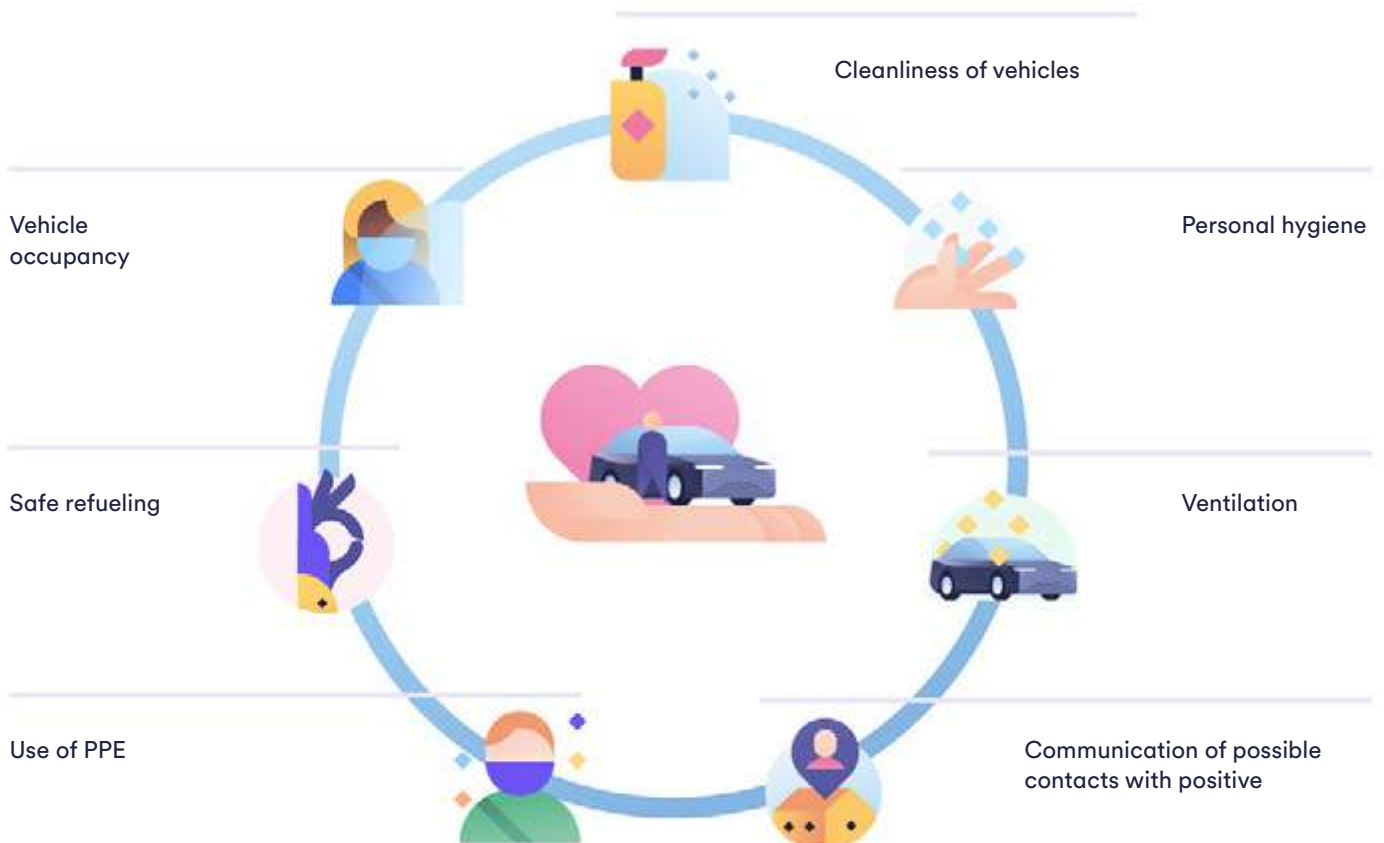 Cleanliness of vehicles
Personal hygiene
Vehicle
occupancy
Safe refueling
Ventilation
Use of PPE
Communication of possible
contacts with positive